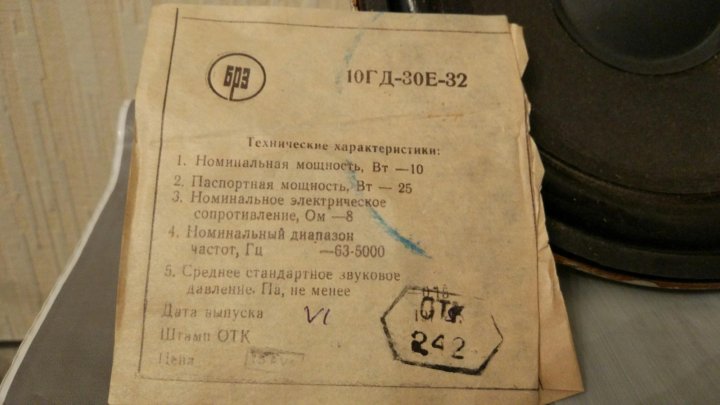 БРЗ
10ГД-30Е-32
Технические характеристики:
1. Номинальная мощность, Вт —10
2. Паспортная мощность, Вт — 25
3. Номинальное электрическое
сопротивление, Ом —8
4. Номинальный диапазон
частот, Гц —63-5000
5. Среднее стандартное звуковое
давление. Па, не менее
Дата выпуска VI
Штамп ОТК
ОТК
242
Цена